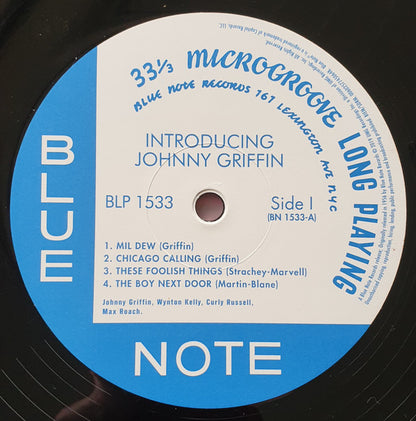 33⅓ MICROGROOVE LONG PLAYING
BLUE NOTE RECORDS 767 LEXINGTON AVE N.Y.C
INTRODUCING
JOHNNY GRIFFIN
BLP 1533
Side I
(BN 1533-A)
1. MIL DEW (Griffin)
2. CHICAGO CALLING (Griffin)
3. THESE FOOLISH THINGS (Strachey-Marvell)
4. THE BOY NEXT DOOR (Martin-Blane)
Johnny Griffin, Wynton Kelly, Curly Russell,
Max Roach.
BLUE
NOTE